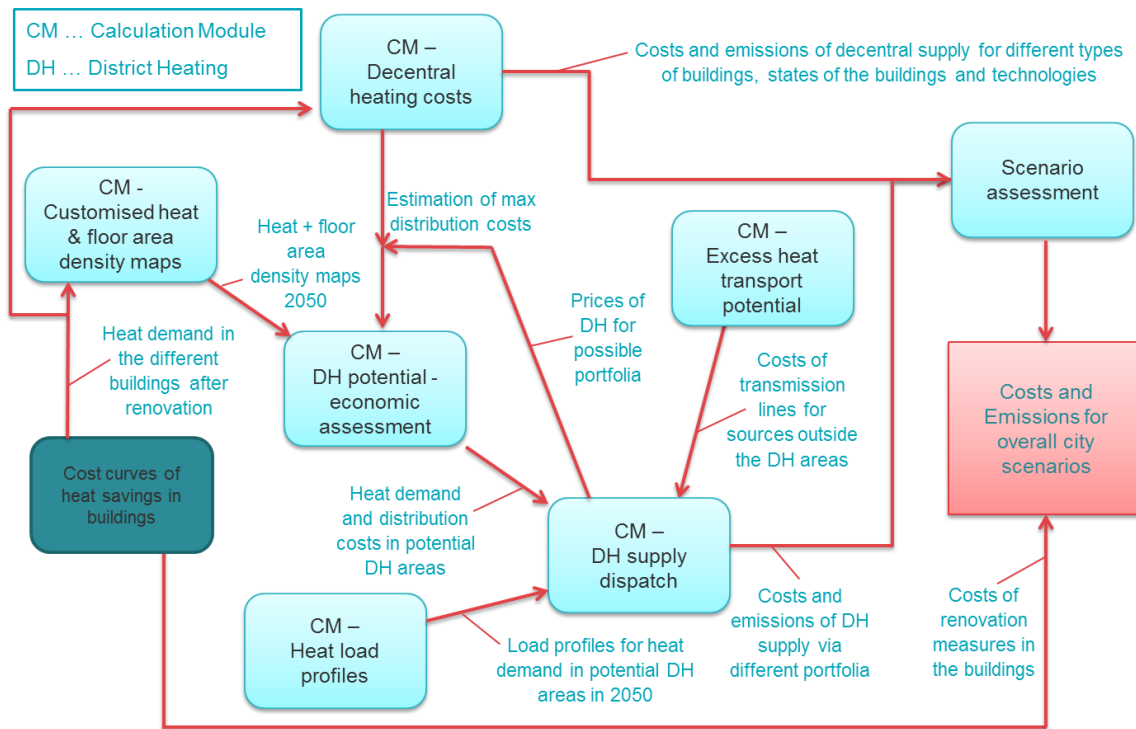 CM … Calculation Module
DH … District Heating
CM –
Decentral
heating costs
Costs and emissions of decentral supply for different types
of buildings, states of the buildings and technologies
Scenario
assessment
CM -
Customised heat
& floor area
density maps
Heat + floor
area
density maps
2050
Estimation of max
distribution costs
CM –
Excess heat
transport
potential
Heat demand in
the different
buildings after
renovation
CM –
DH potential -
economic
assessment
Prices of
DH for
possible
portfolia
Costs of
transmission
lines for
sources outside
the DH areas
Costs and
Emissions for
overall city
scenarios
Cost curves of
heat savings in
buildings
Heat demand
and distribution
costs in potential
DH areas
CM –
DH supply
dispatch
CM –
Heat load
profiles
Load profiles for heat
demand in potential DH
areas in 2050
Costs and
emissions of DH
supply via
different portfolia
Costs of
renovation
measures in
the buildings